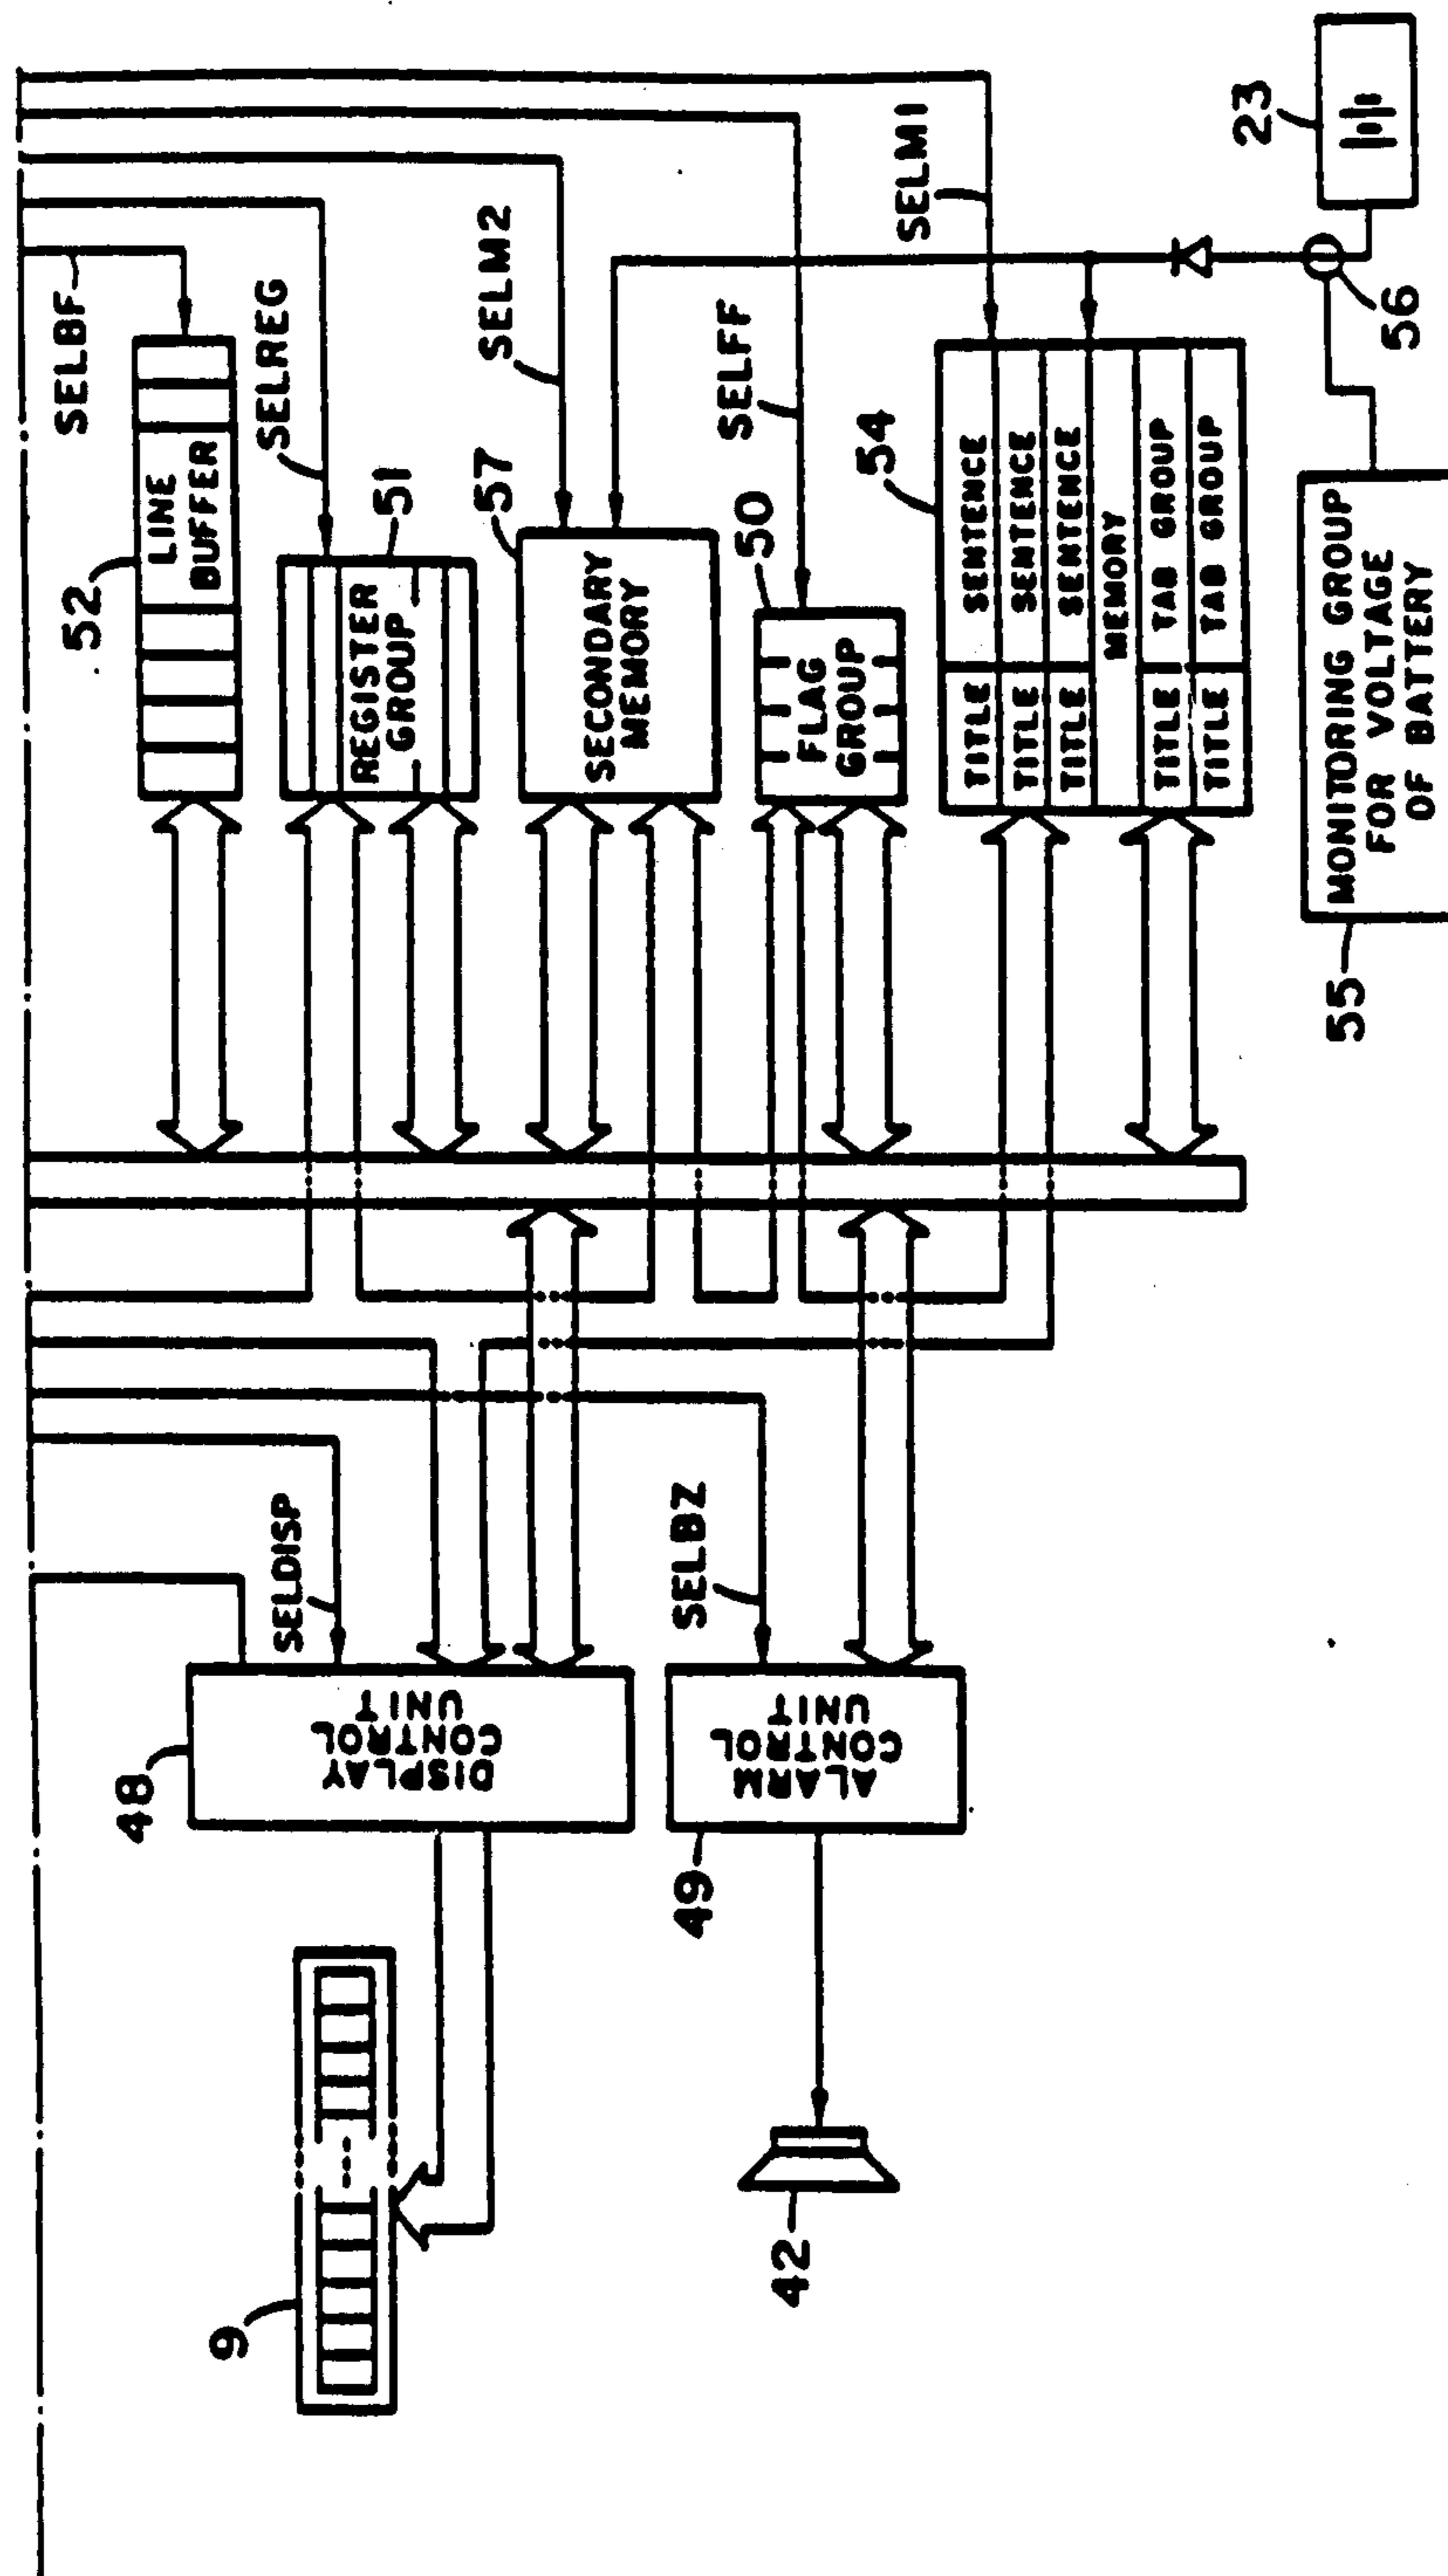 SELBF
52
LINE
BUFFER
SELREG
51
REGISTER
GROUP
SELM2
57
SECONDARY
MEMORY
SELFF
50
FLAG
GROUP
SELM1
54
TITLE SENTENCE
TITLE SENTENCE
TITLE SENTENCE
MEMORY
TITLE TAB GROUP
TITLE TAB GROUP
23
56
55
MONITORING GROUP
FOR VOLTAGE
OF BATTERY
SELDISP
48
DISPLAY
CONTROL
UNIT
SELBZ
49
ALARM
CONTROL
UNIT
9
42